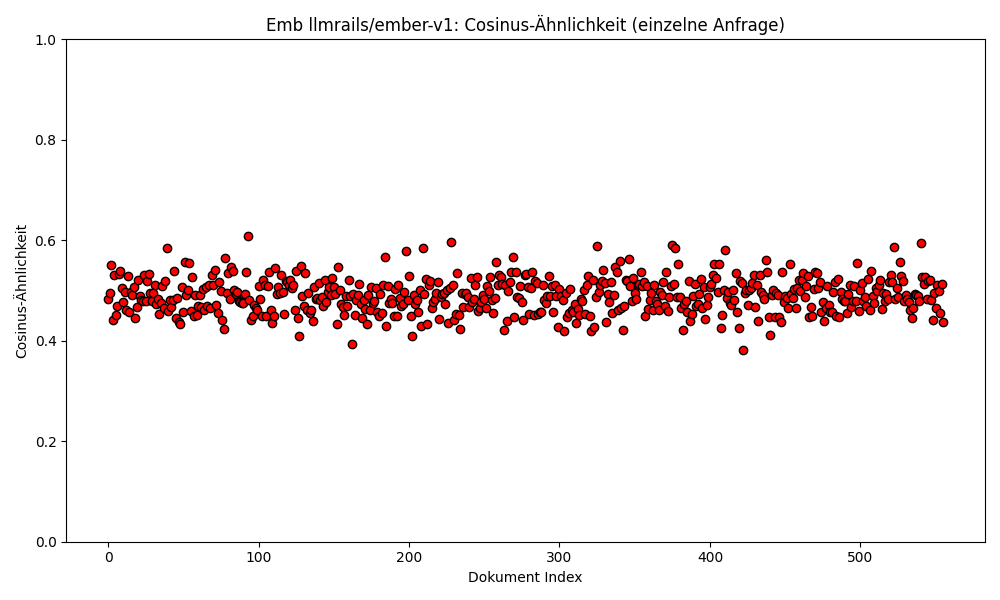 Emb llmrails/ember-v1: Cosinus-Ähnlichkeit (einzelne Anfrage)
1.0
0.8
0.6
0.4
0.2
0.0
Cosinus-Ähnlichkeit
0 100 200 300 400 500
Dokument Index